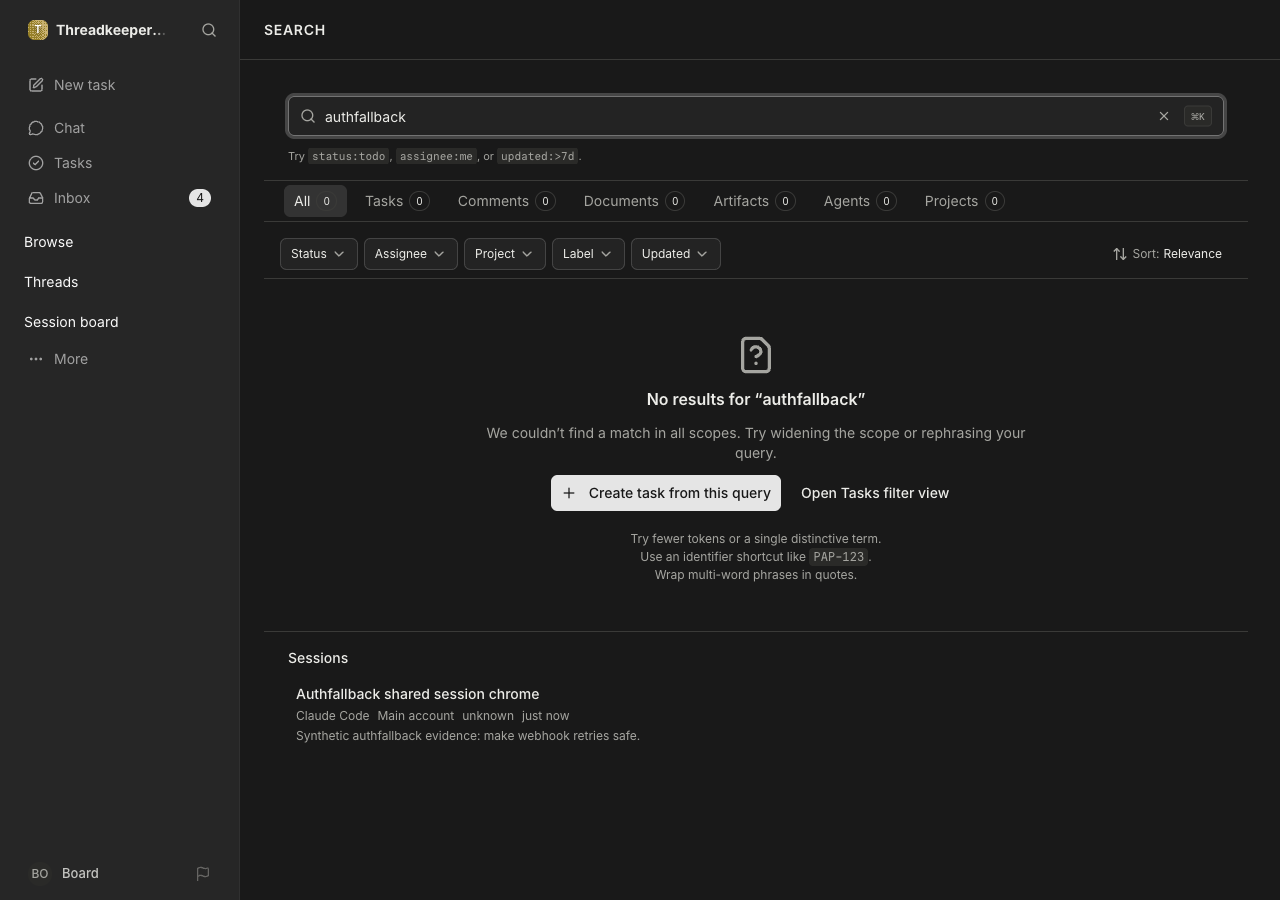 T Threadkeeper...
SEARCH
New task
Chat
Tasks
Inbox 4
Browse
Threads
Session board
More
authfallback ⌘K
Try status:todo, assignee:me, or updated:>7d.
All 0 Tasks 0 Comments 0 Documents 0 Artifacts 0 Agents 0 Projects 0
Status Assignee Project Label Updated Sort: Relevance
No results for “authfallback”
We couldn’t find a match in all scopes. Try widening the scope or rephrasing your
query.
Create task from this query Open Tasks filter view
Try fewer tokens or a single distinctive term.
Use an identifier shortcut like PAP-123.
Wrap multi-word phrases in quotes.
Sessions
Authfallback shared session chrome
Claude Code Main account unknown just now
Synthetic authfallback evidence: make webhook retries safe.
BO Board